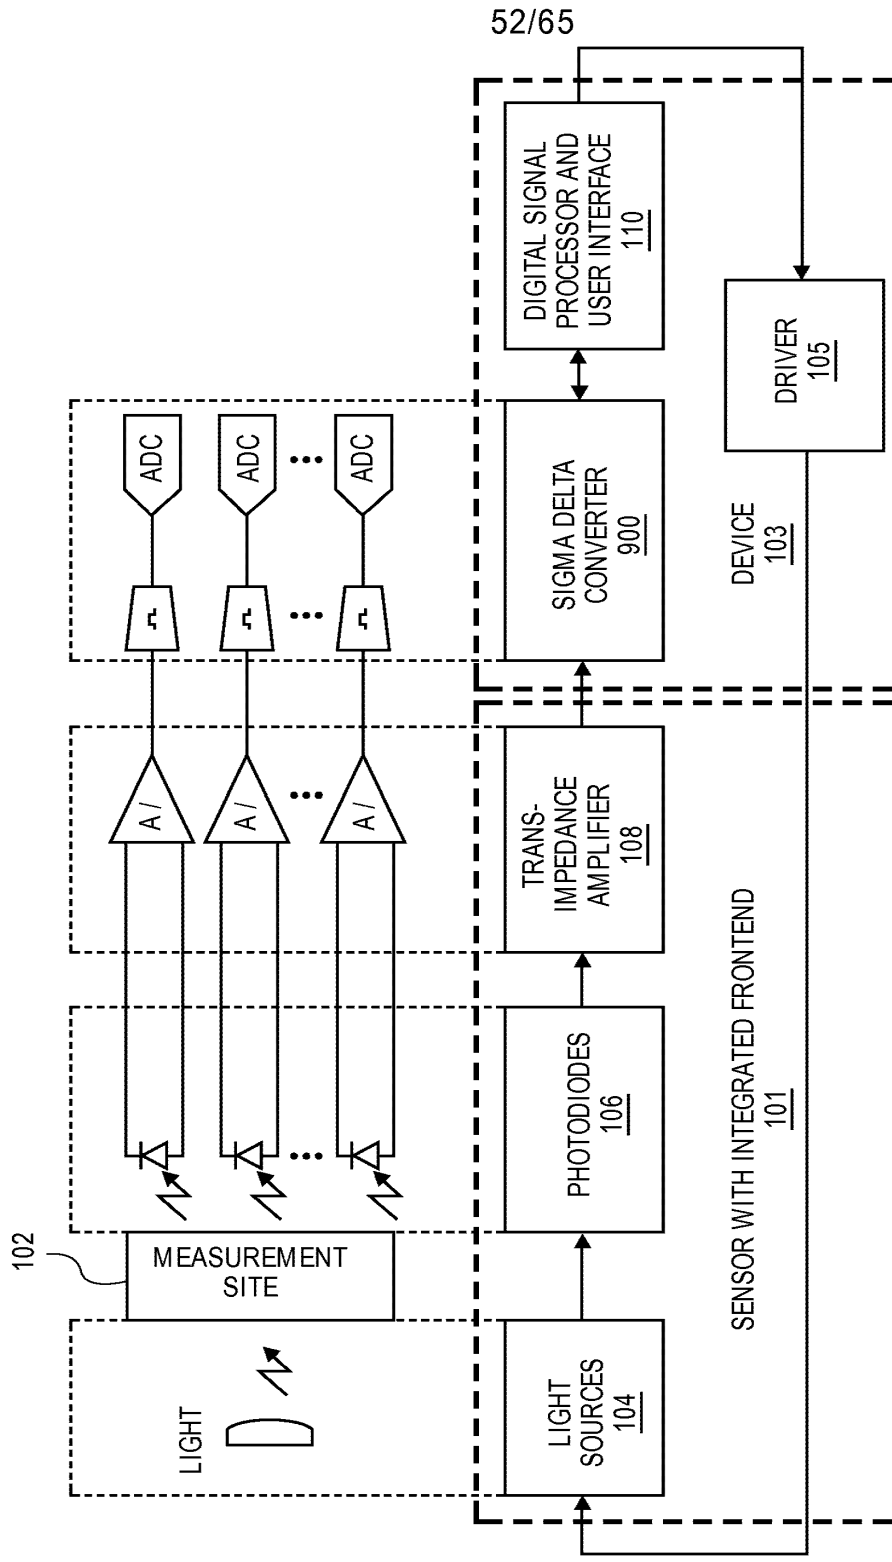 52/65
102
LIGHT
MEASUREMENT
SITE
A/
A/
A/
ADC
ADC
ADC
LIGHT
SOURCES
104
PHOTODIODES
106
TRANS-
IMPEDANCE
AMPLIFIER
108
SIGMA DELTA
CONVERTER
900
DIGITAL SIGNAL
PROCESSOR AND
USER INTERFACE
110
SENSOR WITH INTEGRATED FRONTEND
101
DEVICE
103
DRIVER
105